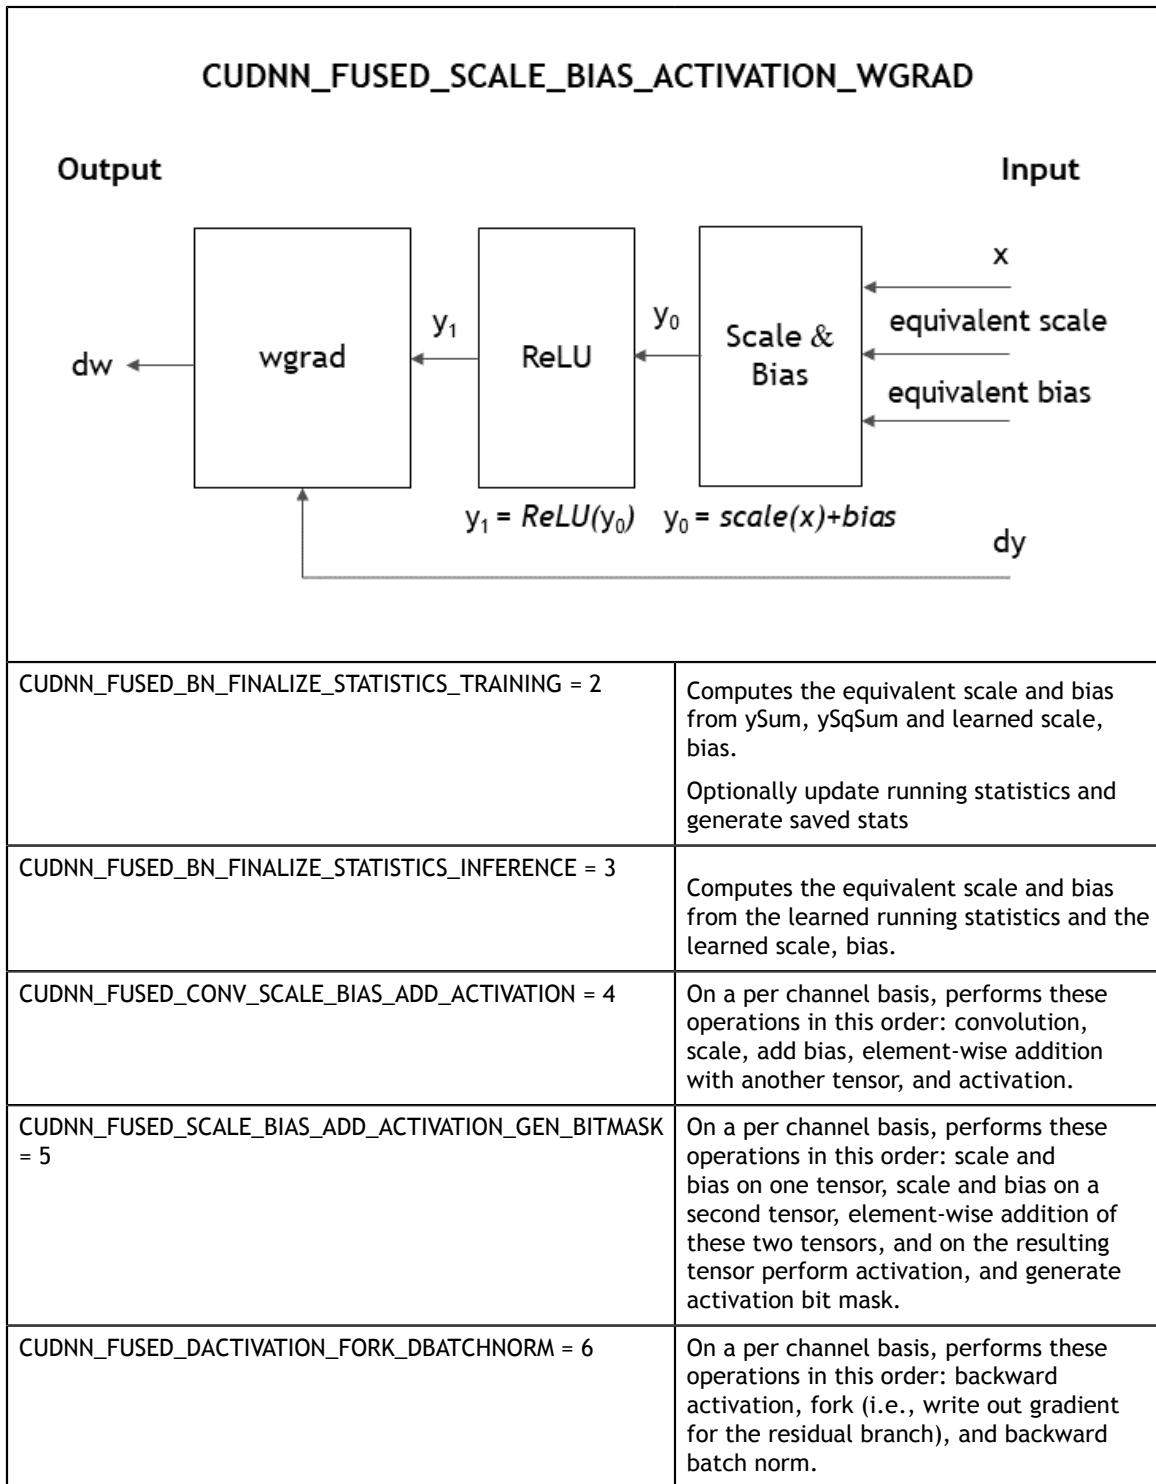 CUDNN_FUSED_SCALE_BIAS_ACTIVATION_WGRAD
Output
Input
x
equivalent scale
equivalent bias
y₁
y₀
dw
wgrad
ReLU
Scale &
Bias
y₁ = ReLU(y₀)
y₀ = scale(x)+bias
dy
CUDNN_FUSED_BN_FINALIZE_STATISTICS_TRAINING = 2
Computes the equivalent scale and bias
from ySum, ySqSum and learned scale,
bias.
Optionally update running statistics and
generate saved stats
CUDNN_FUSED_BN_FINALIZE_STATISTICS_INFERENCE = 3
Computes the equivalent scale and bias
from the learned running statistics and the
learned scale, bias.
CUDNN_FUSED_CONV_SCALE_BIAS_ADD_ACTIVATION = 4
On a per channel basis, performs these
operations in this order: convolution,
scale, add bias, element-wise addition
with another tensor, and activation.
CUDNN_FUSED_SCALE_BIAS_ADD_ACTIVATION_GEN_BITMASK
= 5
On a per channel basis, performs these
operations in this order: scale and
bias on one tensor, scale and bias on a
second tensor, element-wise addition of
these two tensors, and on the resulting
tensor perform activation, and generate
activation bit mask.
CUDNN_FUSED_DACTIVATION_FORK_DBATCHNORM = 6
On a per channel basis, performs these
operations in this order: backward
activation, fork (i.e., write out gradient
for the residual branch), and backward
batch norm.